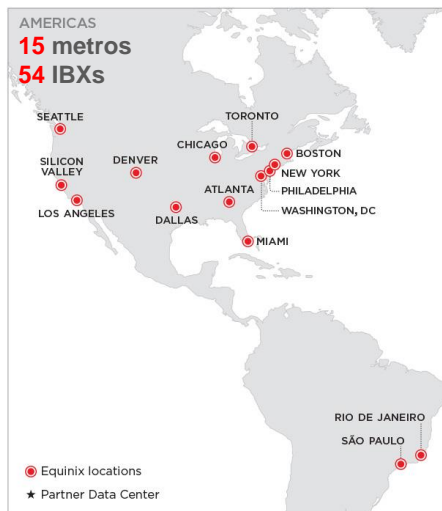 AMERICAS
15 metros
54 IBXs
SEATTLE
TORONTO
CHICAGO
BOSTON
SILICON
VALLEY
DENVER
NEW YORK
PHILADELPHIA
ATLANTA
WASHINGTON, DC
LOS ANGELES
DALLAS
MIAMI
RIO DE JANEIRO
SÃO PAULO
Equinix locations
Partner Data Center